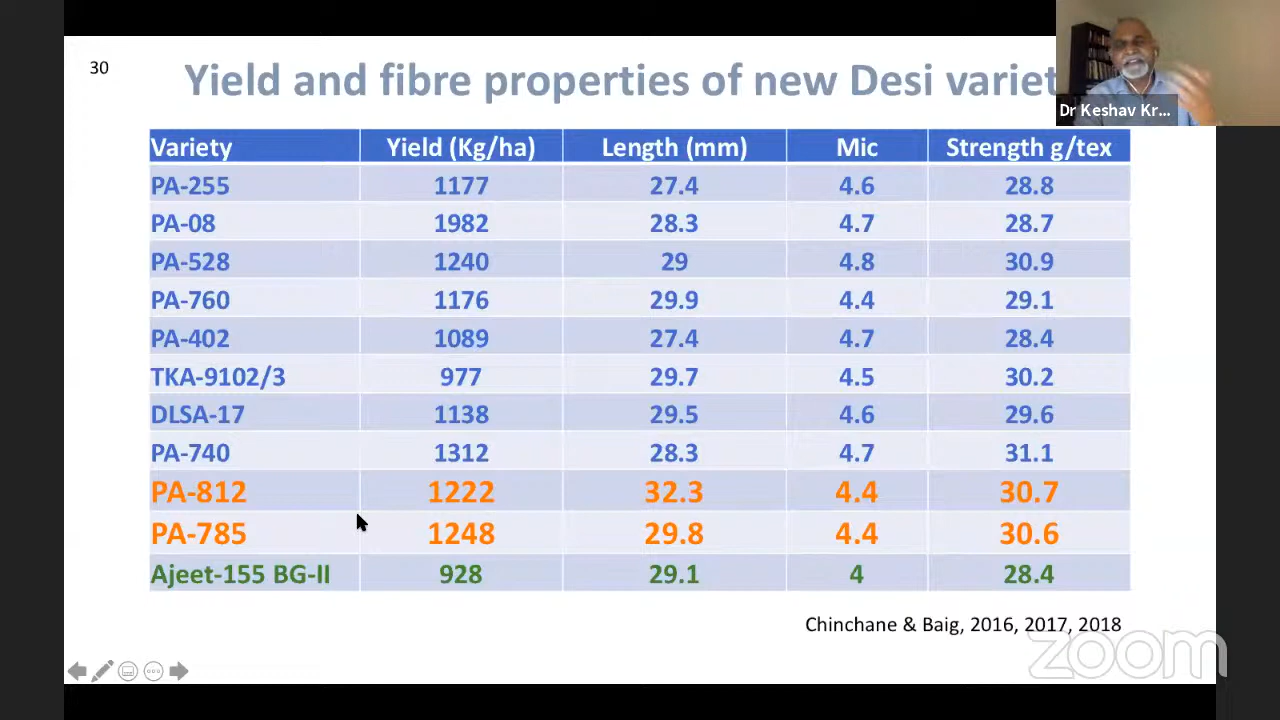 30
Yield and fibre properties of new Desi variet
Dr Keshav Kr...
Variety Yield (Kg/ha) Length (mm) Mic Strength g/tex
PA-255 1177 27.4 4.6 28.8
PA-08 1982 28.3 4.7 28.7
PA-528 1240 29 4.8 30.9
PA-760 1176 29.9 4.4 29.1
PA-402 1089 27.4 4.7 28.4
TKA-9102/3 977 29.7 4.5 30.2
DLSA-17 1138 29.5 4.6 29.6
PA-740 1312 28.3 4.7 31.1
PA-812 1222 32.3 4.4 30.7
PA-785 1248 29.8 4.4 30.6
Ajeet-155 BG-II 928 29.1 4 28.4
Chinchane & Baig, 2016, 2017, 2018
zoom